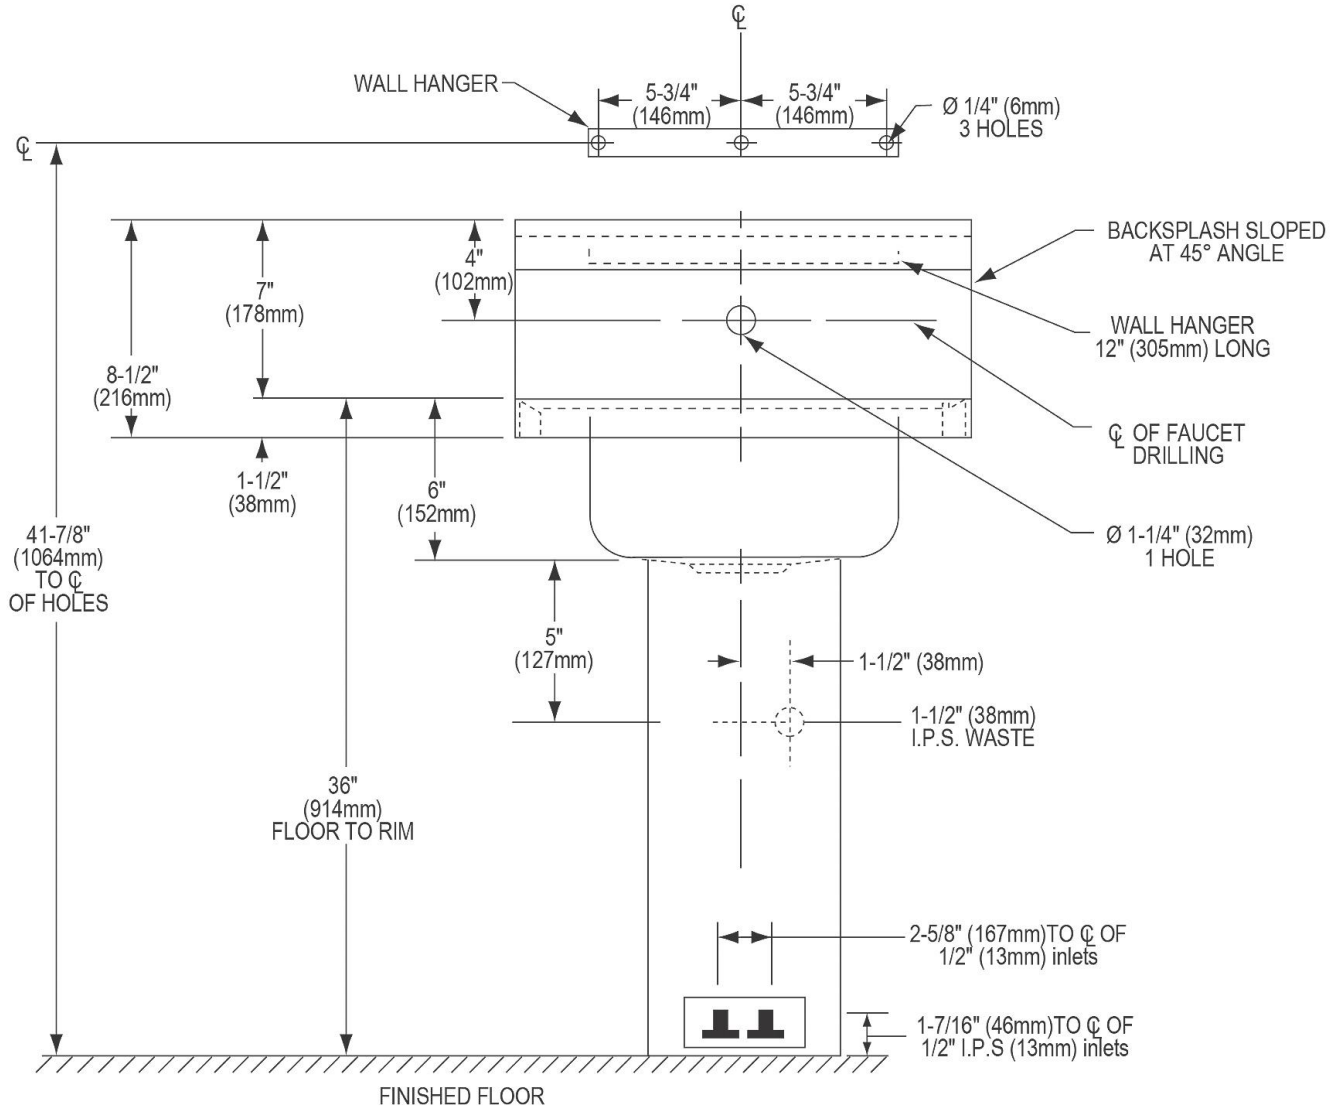 ℄
WALL HANGER
5-3/4"
(146mm)
5-3/4"
(146mm)
Ø 1/4" (6mm)
3 HOLES
℄
BACKSPLASH SLOPED
AT 45° ANGLE
4"
(102mm)
7"
(178mm)
WALL HANGER
12" (305mm) LONG
8-1/2"
(216mm)
℄ OF FAUCET
DRILLING
1-1/2"
(38mm)
6"
(152mm)
41-7/8"
(1064mm)
TO ℄
OF HOLES
Ø 1-1/4" (32mm)
1 HOLE
5"
(127mm)
1-1/2" (38mm)
1-1/2" (38mm)
I.P.S. WASTE
36"
(914mm)
FLOOR TO RIM
2-5/8" (167mm)TO ℄ OF
1/2" (13mm) inlets
1-7/16" (46mm)TO ℄ OF
1/2" I.P.S (13mm) inlets
FINISHED FLOOR